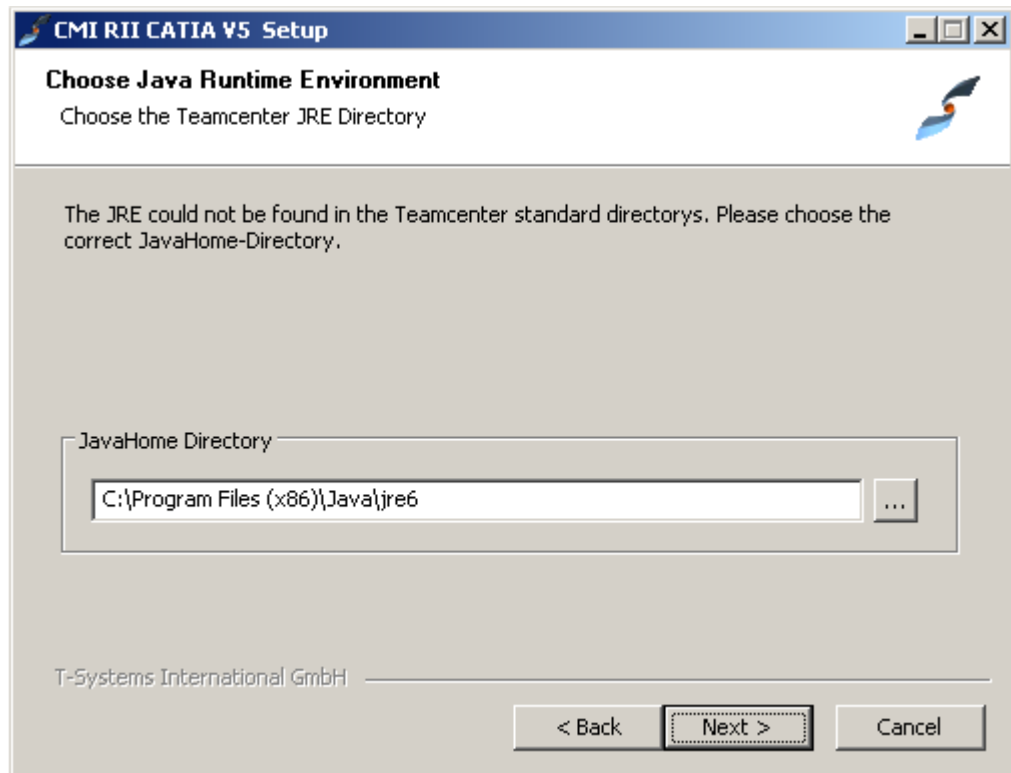 CMI RII CATIA V5 Setup
Choose Java Runtime Environment
Choose the Teamcenter JRE Directory
The JRE could not be found in the Teamcenter standard directorys. Please choose the
correct JavaHome-Directory.
JavaHome Directory
C:\Program Files (x86)\Java\jre6
...
T-Systems International GmbH
< Back
Next >
Cancel